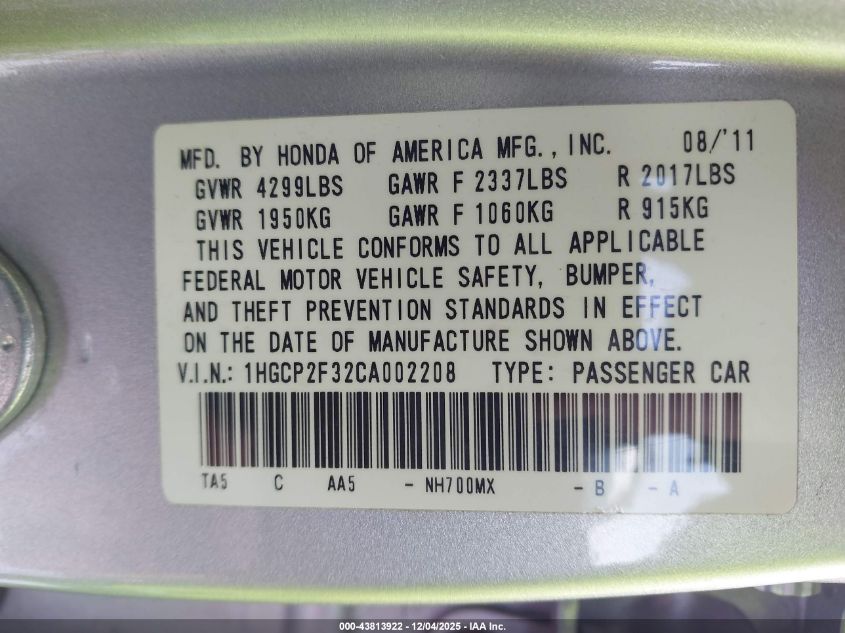 MFD. BY HONDA OF AMERICA MFG., INC. 08/'11
GVWR 4299LBS GAWR F 2337LBS R 2017LBS
GVWR 1950KG GAWR F 1060KG R 915KG
THIS VEHICLE CONFORMS TO ALL APPLICABLE
FEDERAL MOTOR VEHICLE SAFETY, BUMPER,
AND THEFT PREVENTION STANDARDS IN EFFECT
ON THE DATE OF MANUFACTURE SHOWN ABOVE.
V.I.N.: 1HGCP2F32CA002208 TYPE: PASSENGER CAR
TA5 C AA5 - NH700MX - B - A
000-43813922 - 12/04/2025 - IAA Inc.